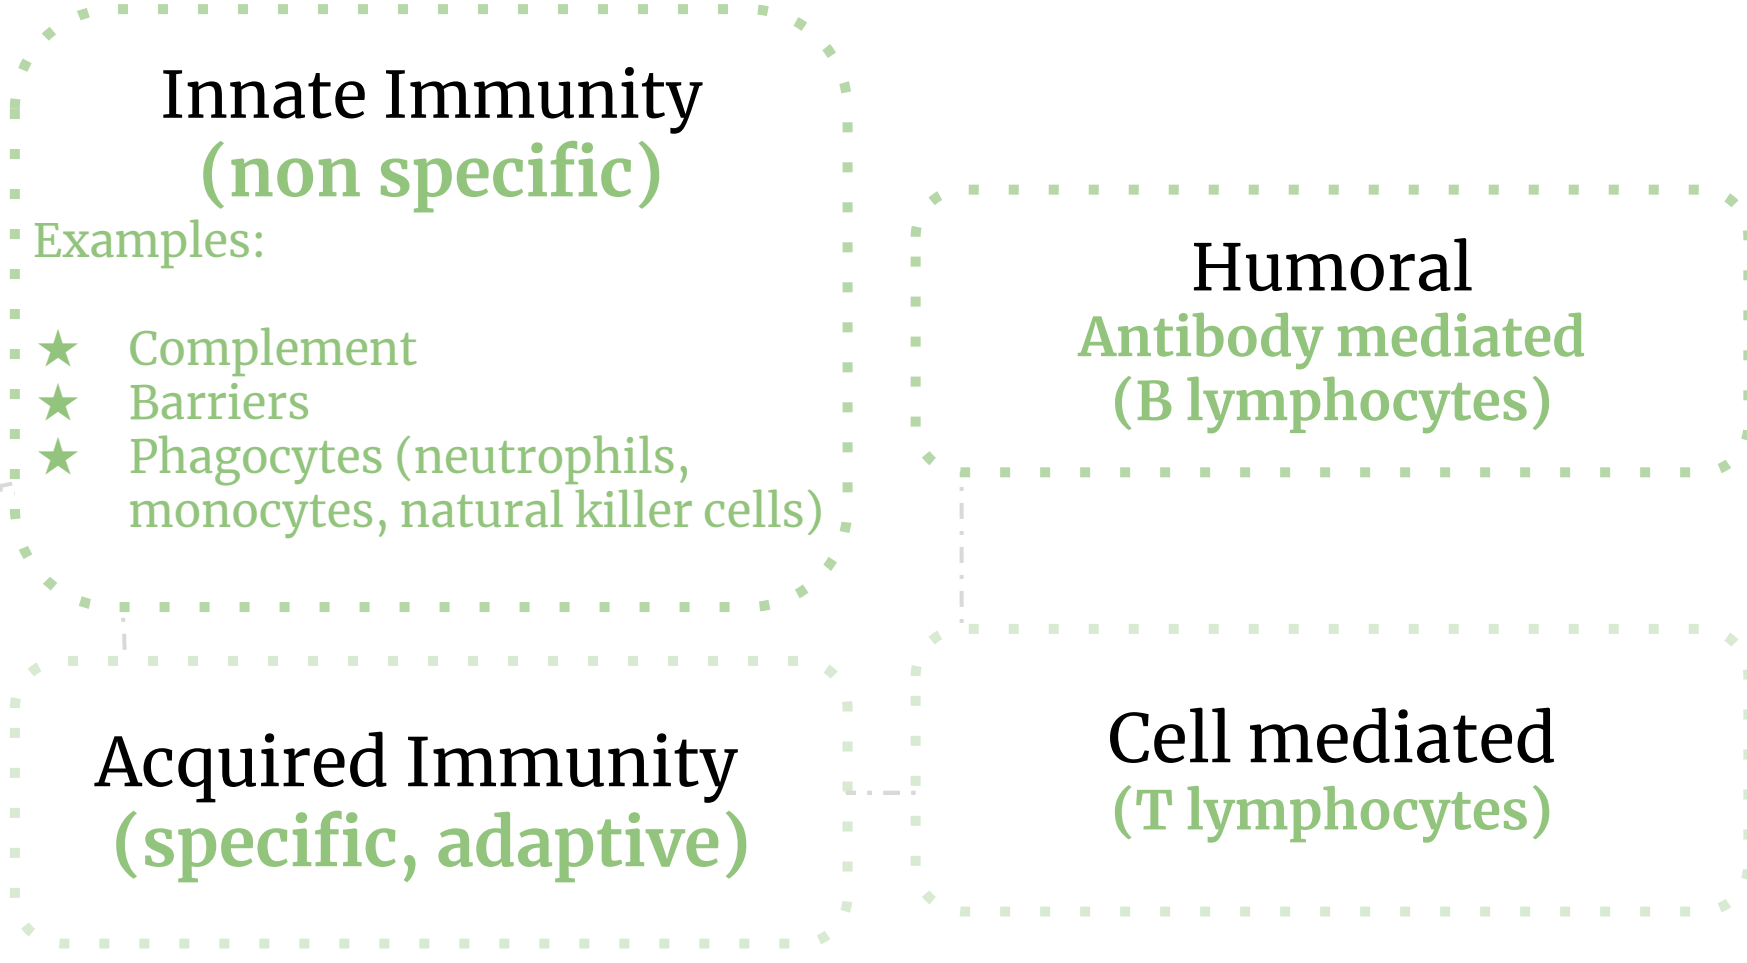 Innate Immunity
(non specific)
Examples:
★ Complement
★ Barriers
★ Phagocytes (neutrophils,
monocytes, natural killer cells)
Acquired Immunity
(specific, adaptive)
Humoral
Antibody mediated
(B lymphocytes)
Cell mediated
(T lymphocytes)